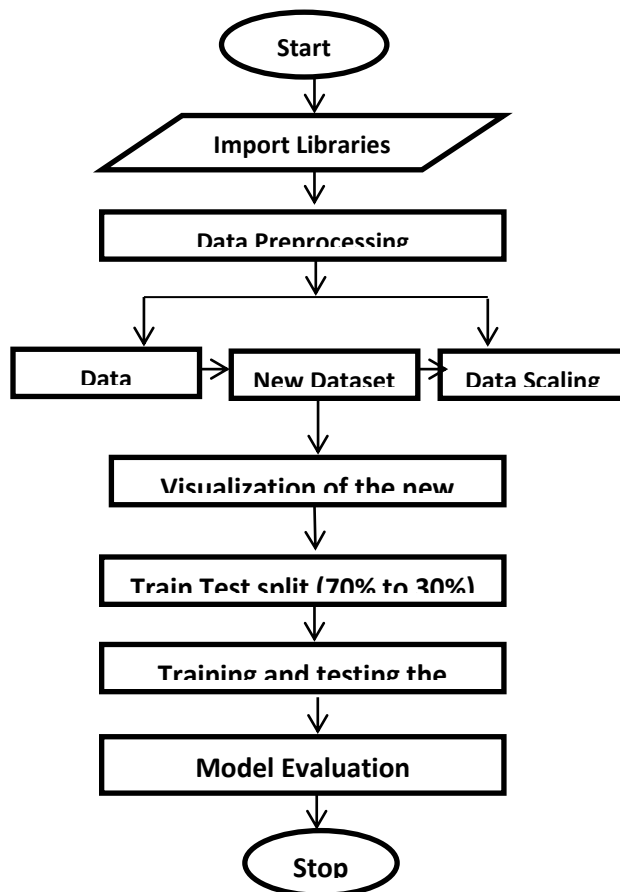 Start
Import Libraries
Data Preprocessing
Data
New Dataset
Data Scaling
Visualization of the new
Train Test split (70% to 30%)
Training and testing the
Model Evaluation
Stop